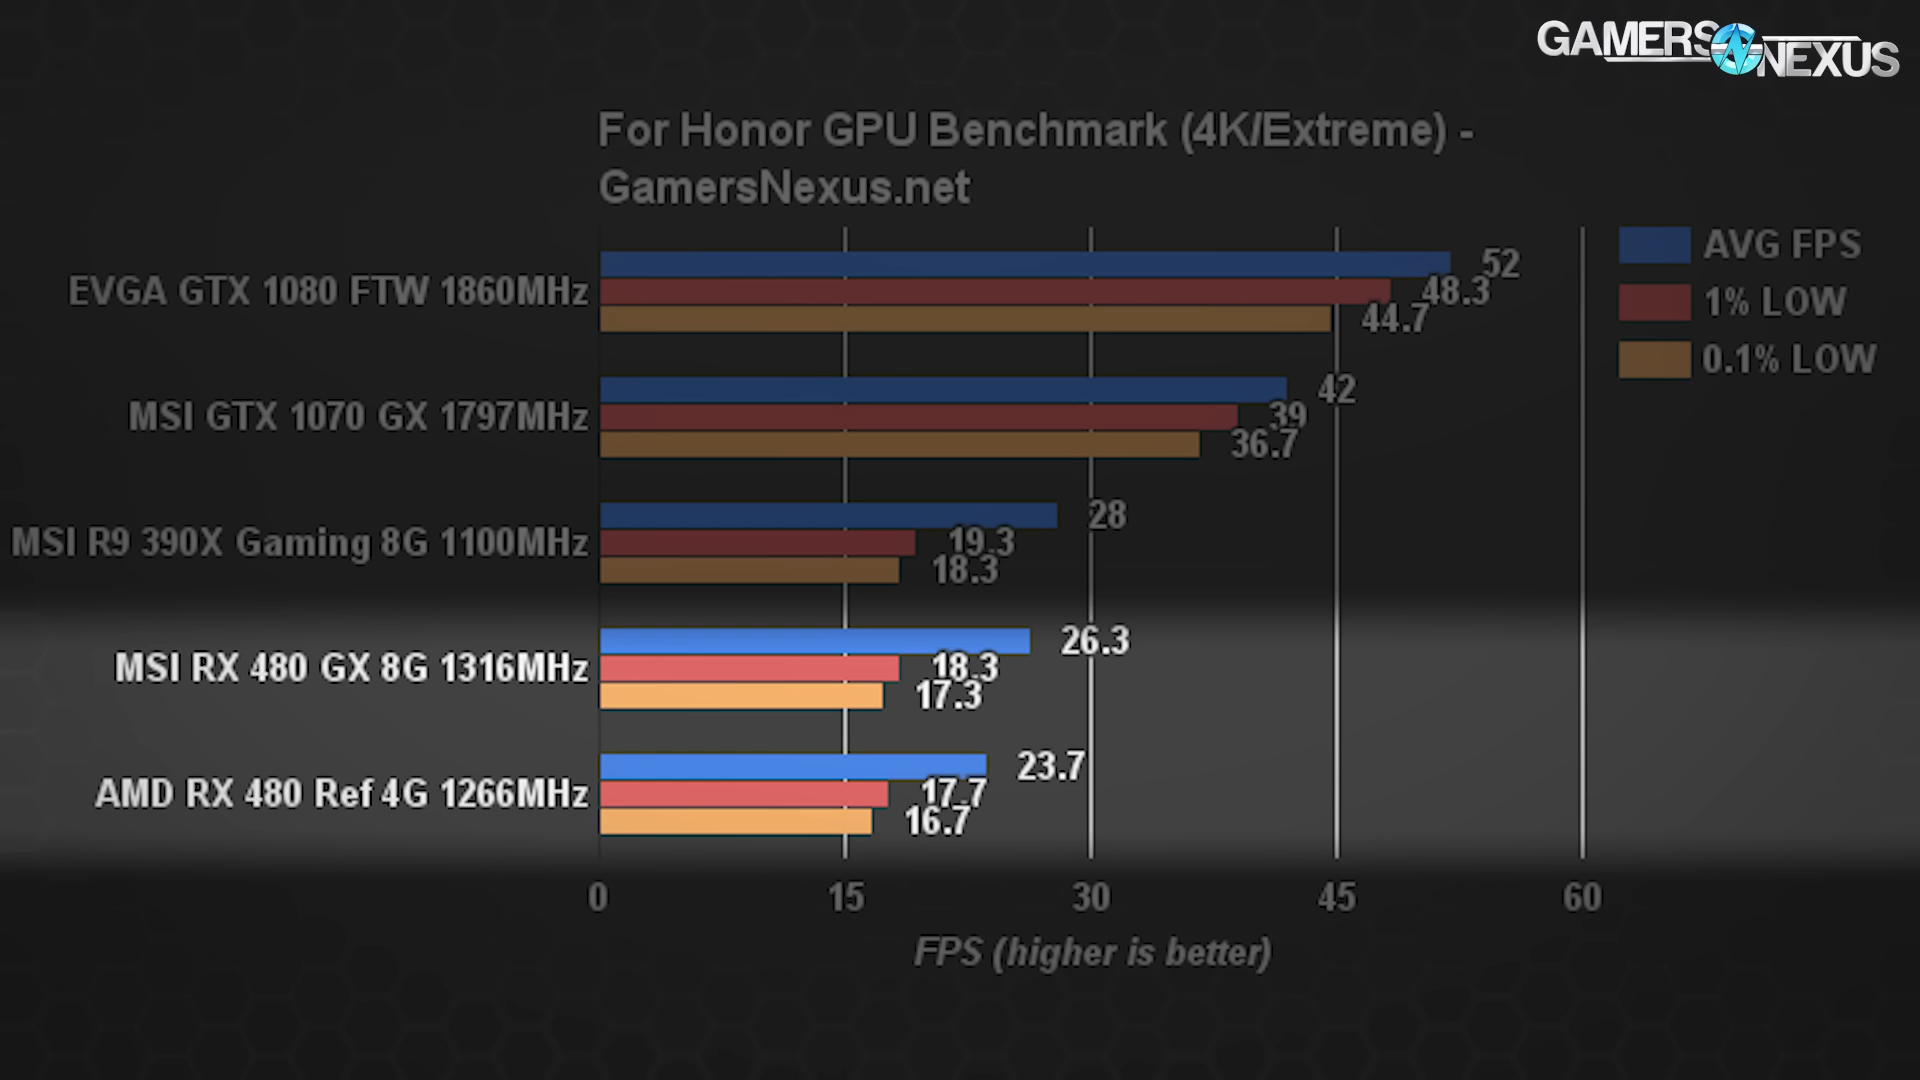 GAMERS NEXUS
For Honor GPU Benchmark (4K/Extreme) -
GamersNexus.net
AVG FPS
1% LOW
0.1% LOW
EVGA GTX 1080 FTW 1860MHz
52
48.3
44.7
MSI GTX 1070 GX 1797MHz
42
39
36.7
MSI R9 390X Gaming 8G 1100MHz
28
19.3
18.3
MSI RX 480 GX 8G 1316MHz
26.3
18.3
17.3
AMD RX 480 Ref 4G 1266MHz
23.7
17.7
16.7
0 15 30 45 60
FPS (higher is better)